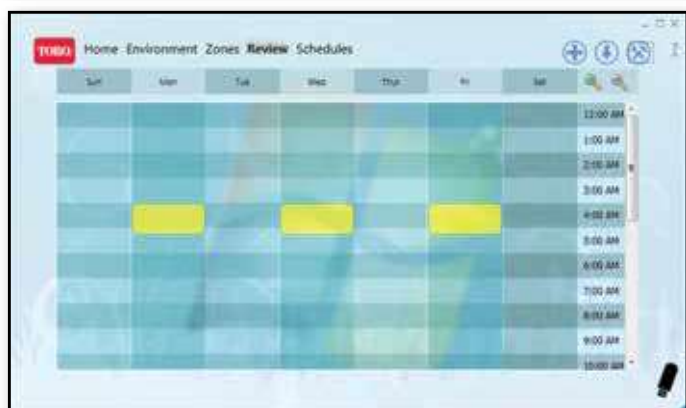 TORO Home Environment Zones Review Schedules
Sun Mon Tue Wed Thur Fri Sat
12:00 AM
1:00 AM
2:00 AM
3:00 AM
4:00 AM
5:00 AM
6:00 AM
7:00 AM
8:00 AM
9:00 AM
10:00 AM